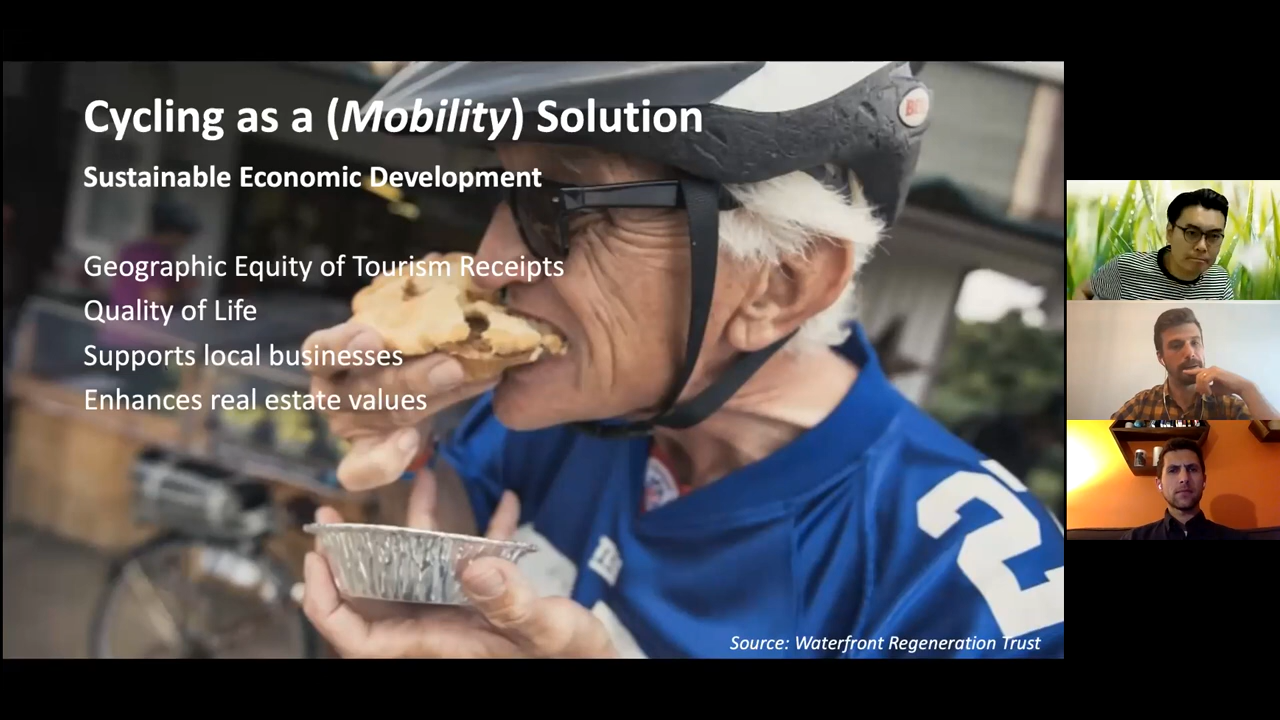 Cycling as a (Mobility) Solution
Sustainable Economic Development
Geographic Equity of Tourism Receipts
Quality of Life
Supports local businesses
Enhances real estate values
Source: Waterfront Regeneration Trust